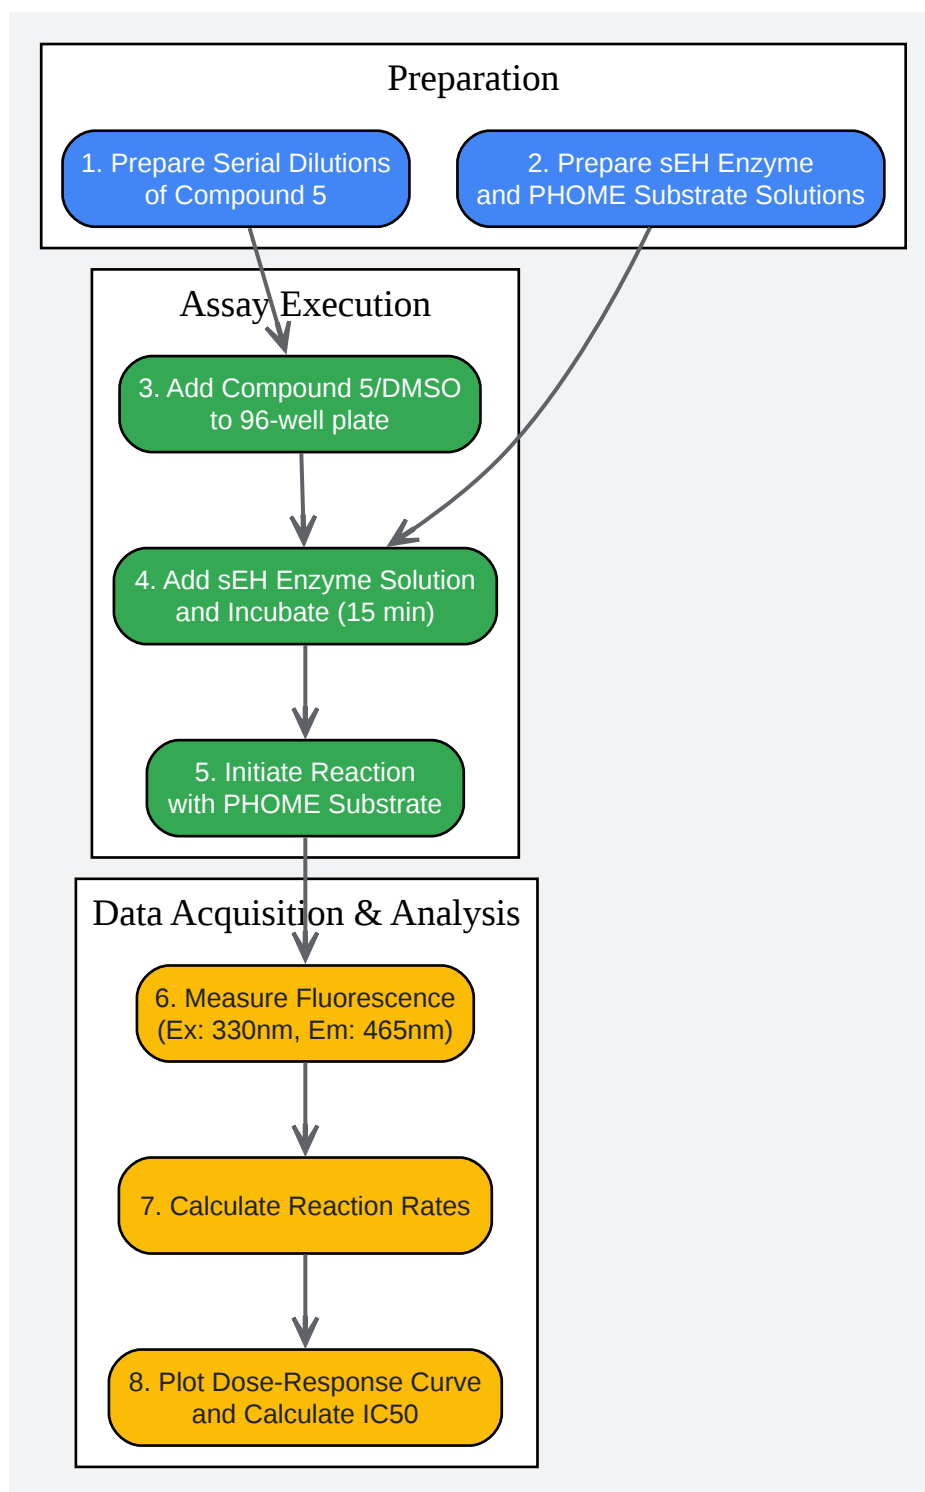 Preparation
1. Prepare Serial Dilutions
of Compound 5
2. Prepare sEH Enzyme
and PHOME Substrate Solutions
Assay Execution
3. Add Compound 5/DMSO
to 96-well plate
4. Add sEH Enzyme Solution
and Incubate (15 min)
5. Initiate Reaction
with PHOME Substrate
Data Acquisition & Analysis
6. Measure Fluorescence
(Ex: 330nm, Em: 465nm)
7. Calculate Reaction Rates
8. Plot Dose-Response Curve
and Calculate IC50